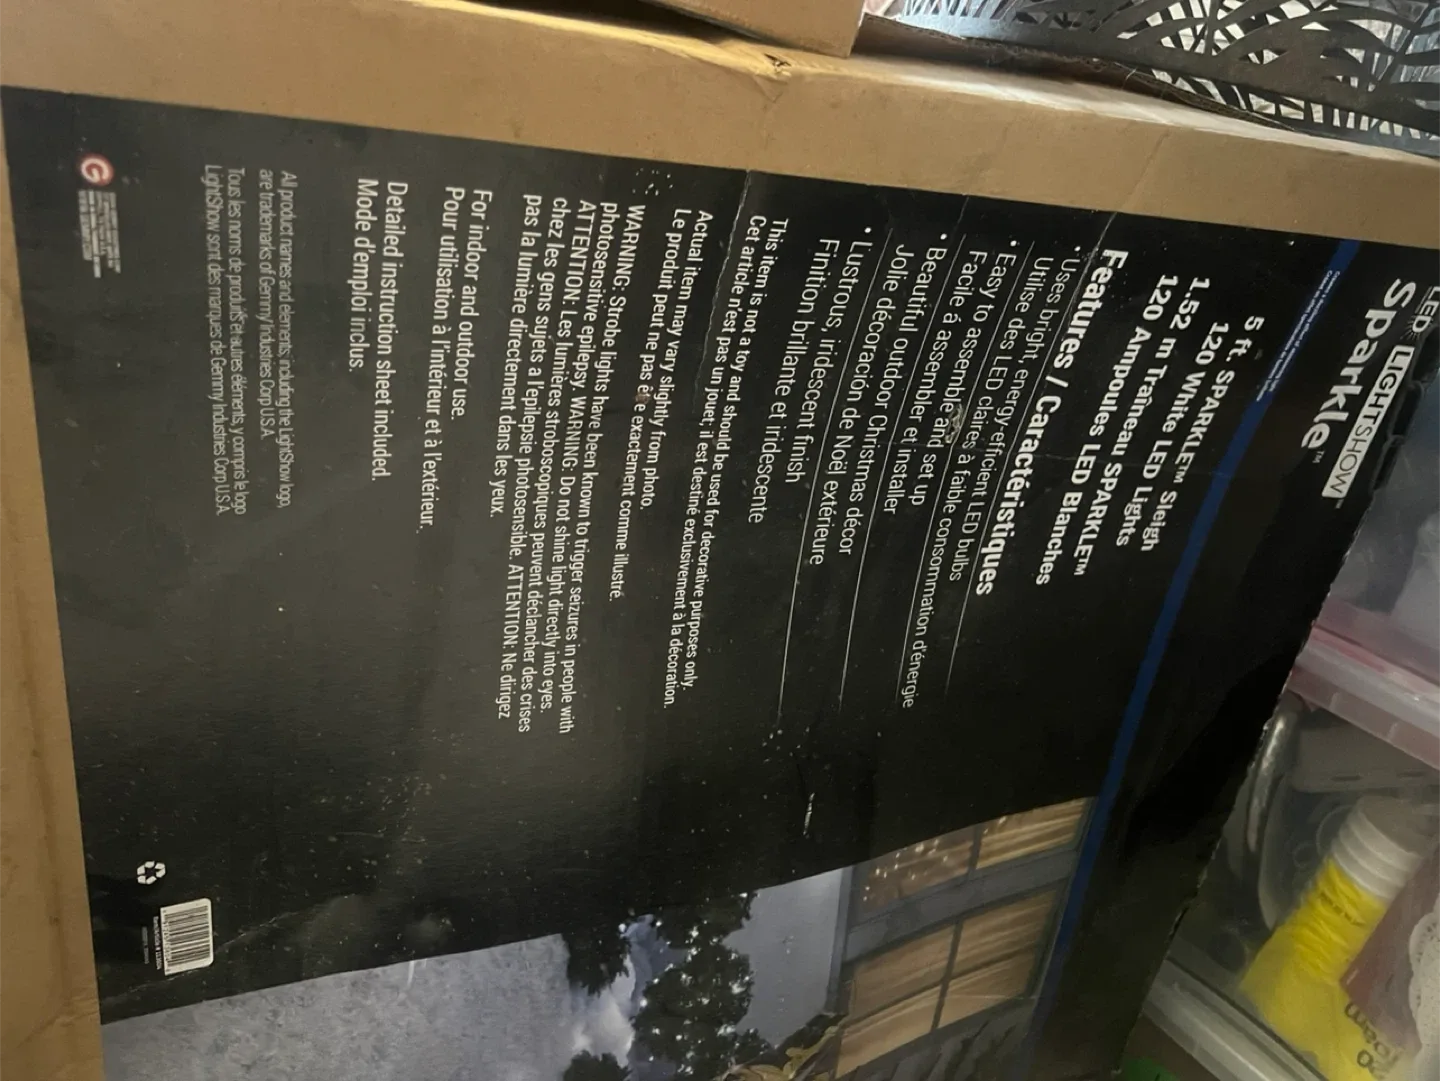 LED LIGHTSHOW™
Sparkle™
5 ft. SPARKLE™ Sleigh
120 White LED Lights
1.52 m Traîneau SPARKLE™
120 Ampoules LED Blanches
Features / Caractéristiques
• Uses bright, energy-efficient LED bulbs
Utilise des LED claires à faible consommation d'énergie
• Easy to assemble and set up
Facile á assembler et installer
• Beautiful outdoor Christmas décor
Jolie décoración de Noël extérieure
• Lustrous, iridescent finish
Finition brillante et iridescente
This item is not a toy and should be used for decorative purposes only.
Cet article n'est pas un jouet; il est destiné exclusivement à la décoration.
Actual item may vary slightly from photo.
Le produit peut ne pas être exactement comme illustré.
WARNING: Strobe lights have been known to trigger seizures in people with
photosensitive epilepsy. WARNING: Do not shine light directly into eyes.
ATTENTION: Les lumières stroboscopiques peuvent déclancher des crises
chez les gens sujets a l'epilepsie photosensible. ATTENTION: Ne dirigez
pas la lumière directement dans les yeux.
For indoor and outdoor use.
Pour utilisation à l'intérieur et à l'extérieur.
Detailed instruction sheet included.
Mode d'emploi inclus.
All product names and elements, including the LightShow logo,
are trademarks of Gemmy Industries Corp U.S.A.
Tous les noms de produits et autres éléments, y compris le logo
LightShow sont des marques de Gemmy Industries Corp U.S.A.
G